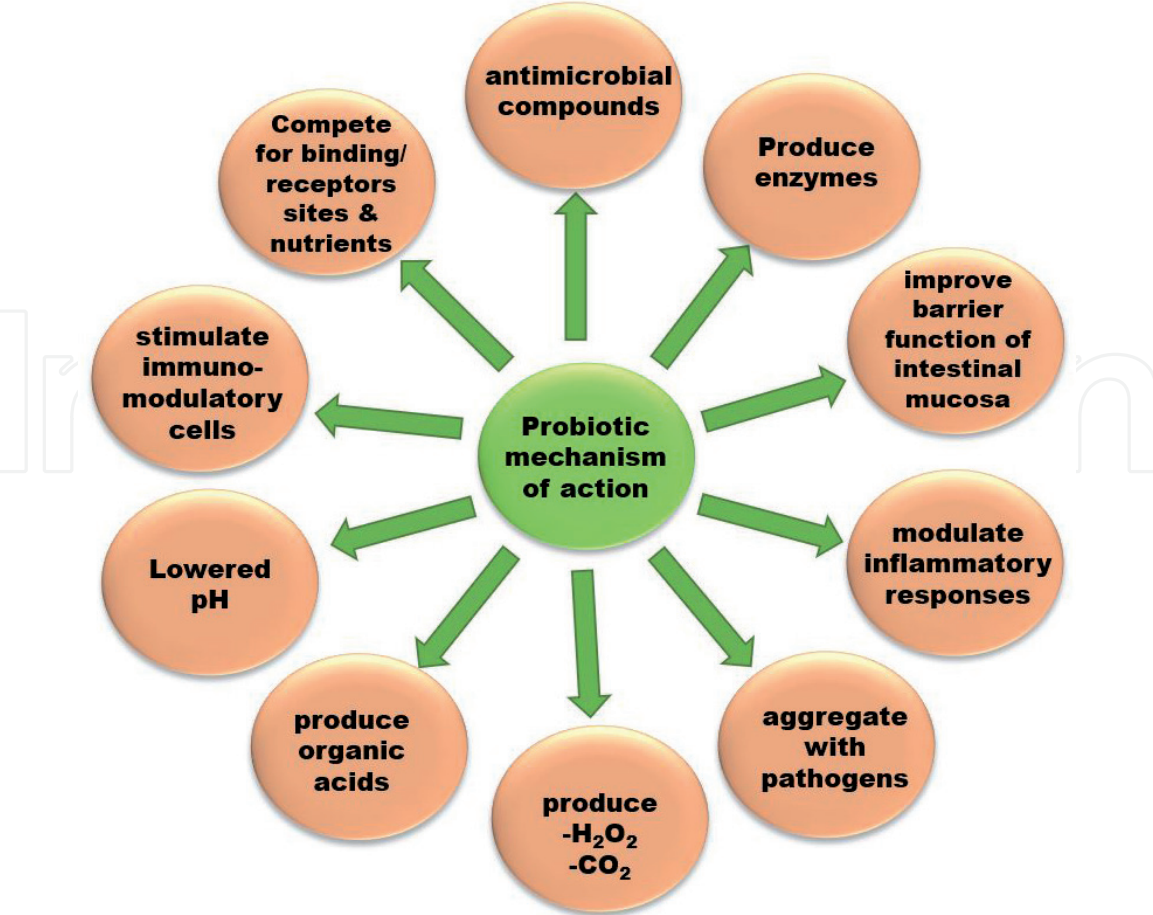 antimicrobial
compounds
Produce
enzymes
improve
barrier
function of
intestinal
mucosa
modulate
inflammatory
responses
aggregate
with
pathogens
produce
-H₂O₂
-CO₂
produce
organic
acids
Lowered
pH
stimulate
immuno-
modulatory
cells
Compete
for binding/
receptors
sites &
nutrients
Probiotic
mechanism
of action